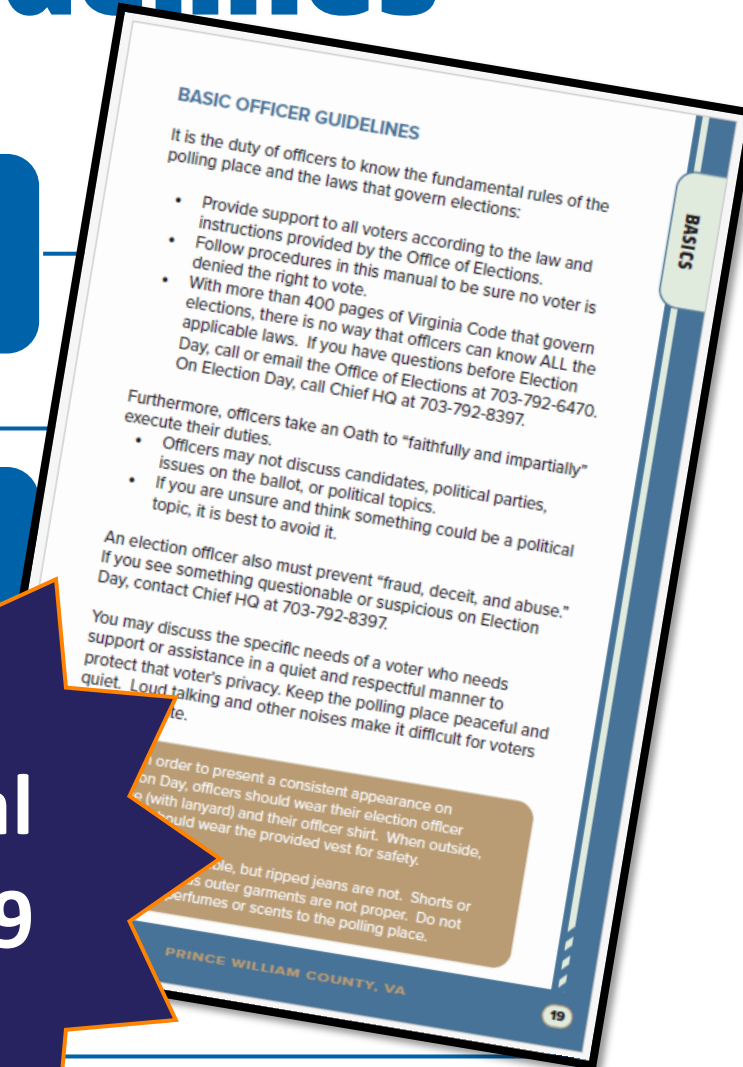 BASIC OFFICER GUIDELINES
It is the duty of officers to know the fundamental rules of the
polling place and the laws that govern elections:
• Provide support to all voters according to the law and
instructions provided by the Office of Elections.
• Follow procedures in this manual to be sure no voter is
denied the right to vote.
• With more than 400 pages of Virginia Code that govern
elections, there is no way that officers can know ALL the
applicable laws. If you have questions before Election
Day, call or email the Office of Elections at 703-792-6470.
On Election Day, call Chief HQ at 703-792-8397.
Furthermore, officers take an Oath to “faithfully and impartially”
execute their duties.
• Officers may not discuss candidates, political parties,
issues on the ballot, or political topics.
• If you are unsure and think something could be a political
topic, it is best to avoid it.
An election officer also must prevent “fraud, deceit, and abuse.”
If you see something questionable or suspicious on Election
Day, contact Chief HQ at 703-792-8397.
You may discuss the specific needs of a voter who needs
support or assistance in a quiet and respectful manner to
protect that voter's privacy. Keep the polling place peaceful and
quiet. Loud talking and other noises make it difficult for voters
order to present a consistent appearance on
Day, officers should wear their election officer
(with lanyard) and their officer shirt. When outside,
should wear the provided vest for safety.
but ripped jeans are not. Shorts or
outer garments are not proper. Do not
perfumes or scents to the polling place.
PRINCE WILLIAM COUNTY, VA
19
BASICS
9